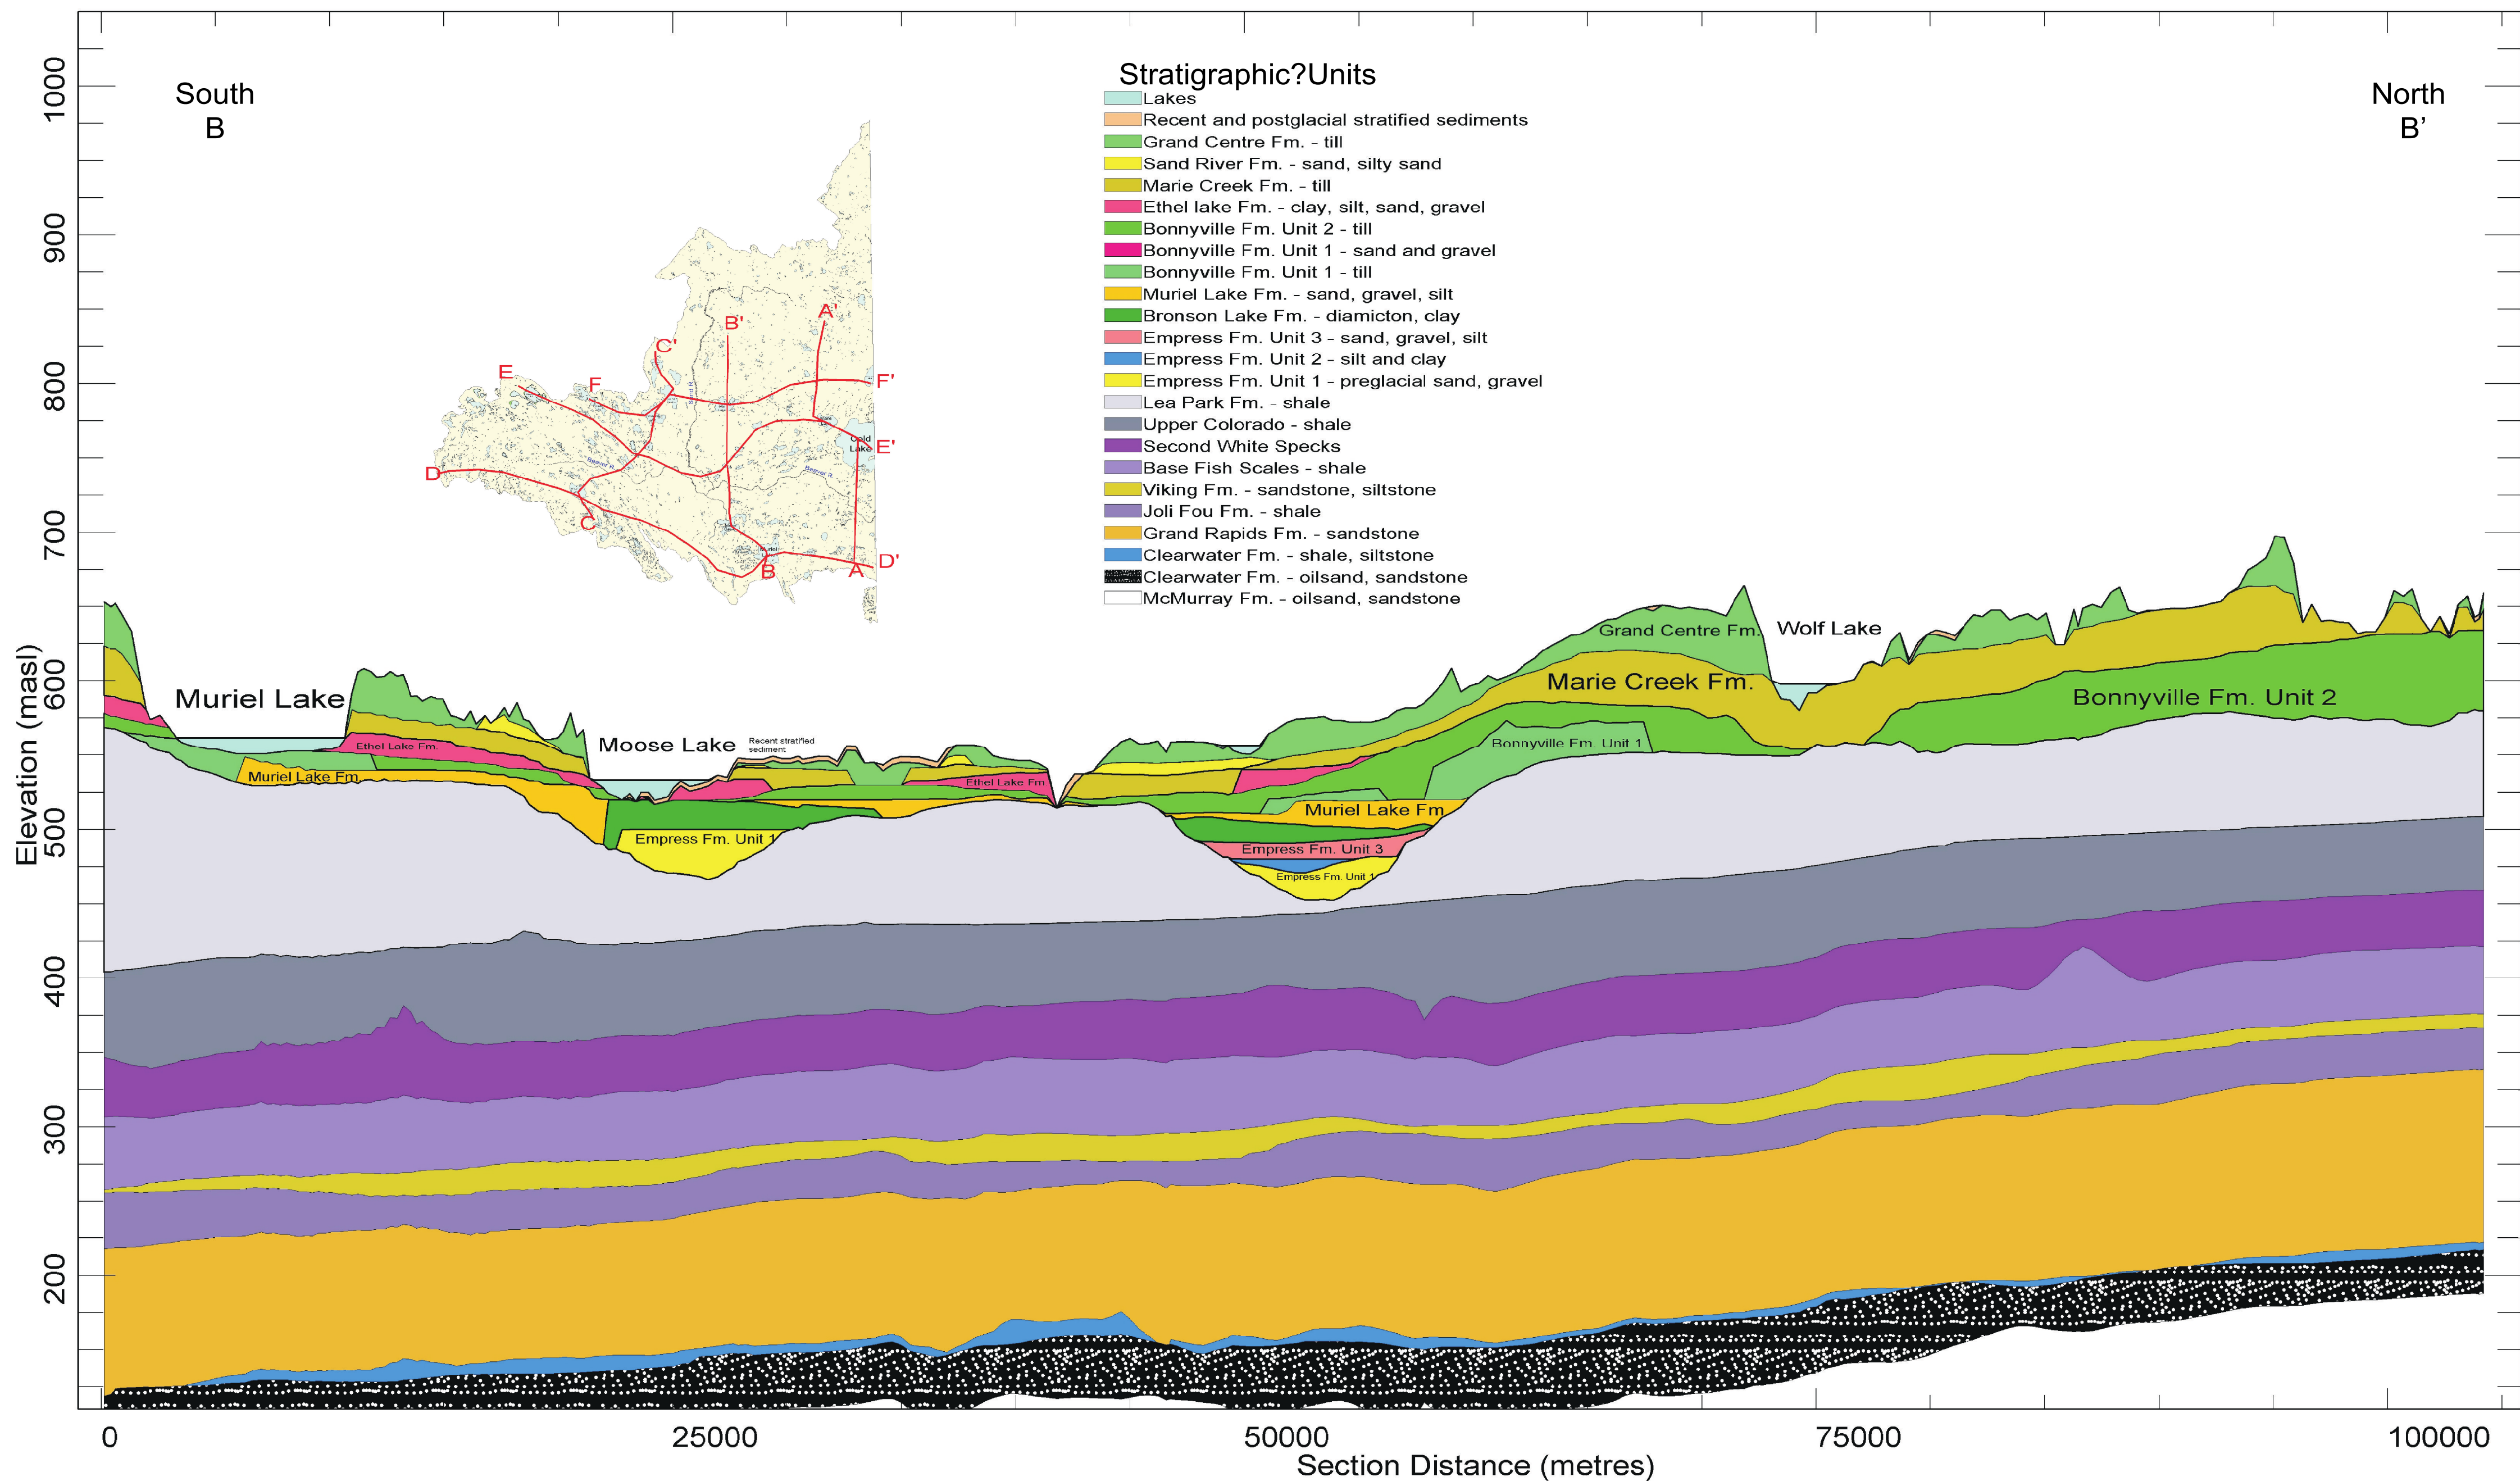 South
B
North
B’
Stratigraphic?Units
Lakes
Recent and postglacial stratified sediments
Grand Centre Fm. - till
Sand River Fm. - sand, silty sand
Marie Creek Fm. - till
Ethel lake Fm. - clay, silt, sand, gravel
Bonnyville Fm. Unit 2 - till
Bonnyville Fm. Unit 1 - sand and gravel
Bonnyville Fm. Unit 1 - till
Muriel Lake Fm. - sand, gravel, silt
Bronson Lake Fm. - diamicton, clay
Empress Fm. Unit 3 - sand, gravel, silt
Empress Fm. Unit 2 - silt and clay
Empress Fm. Unit 1 - preglacial sand, gravel
Lea Park Fm. - shale
Upper Colorado - shale
Second White Specks
Base Fish Scales - shale
Viking Fm. - sandstone, siltstone
Joli Fou Fm. - shale
Grand Rapids Fm. - sandstone
Clearwater Fm. - shale, siltstone
Clearwater Fm. - oilsand, sandstone
McMurray Fm. - oilsand, sandstone
A'
B'
C'
E
F
F'
Cold
Lake
E'
Beaver R.
Beaver R.
D
C
Muriel
B
A
D'
Elevation (masl)
1000
900
800
700
600
500
400
300
200
Muriel Lake
Ethel Lake Fm.
Muriel Lake Fm.
Moose Lake
Recent stratified
sediment
Ethel Lake Fm
Empress Fm. Unit 1
Muriel Lake Fm
Empress Fm. Unit 3
Empress Fm. Unit 1
Grand Centre Fm.
Wolf Lake
Marie Creek Fm.
Bonnyville Fm. Unit 1
Bonnyville Fm. Unit 2
0
25000
50000
75000
100000
Section Distance (metres)